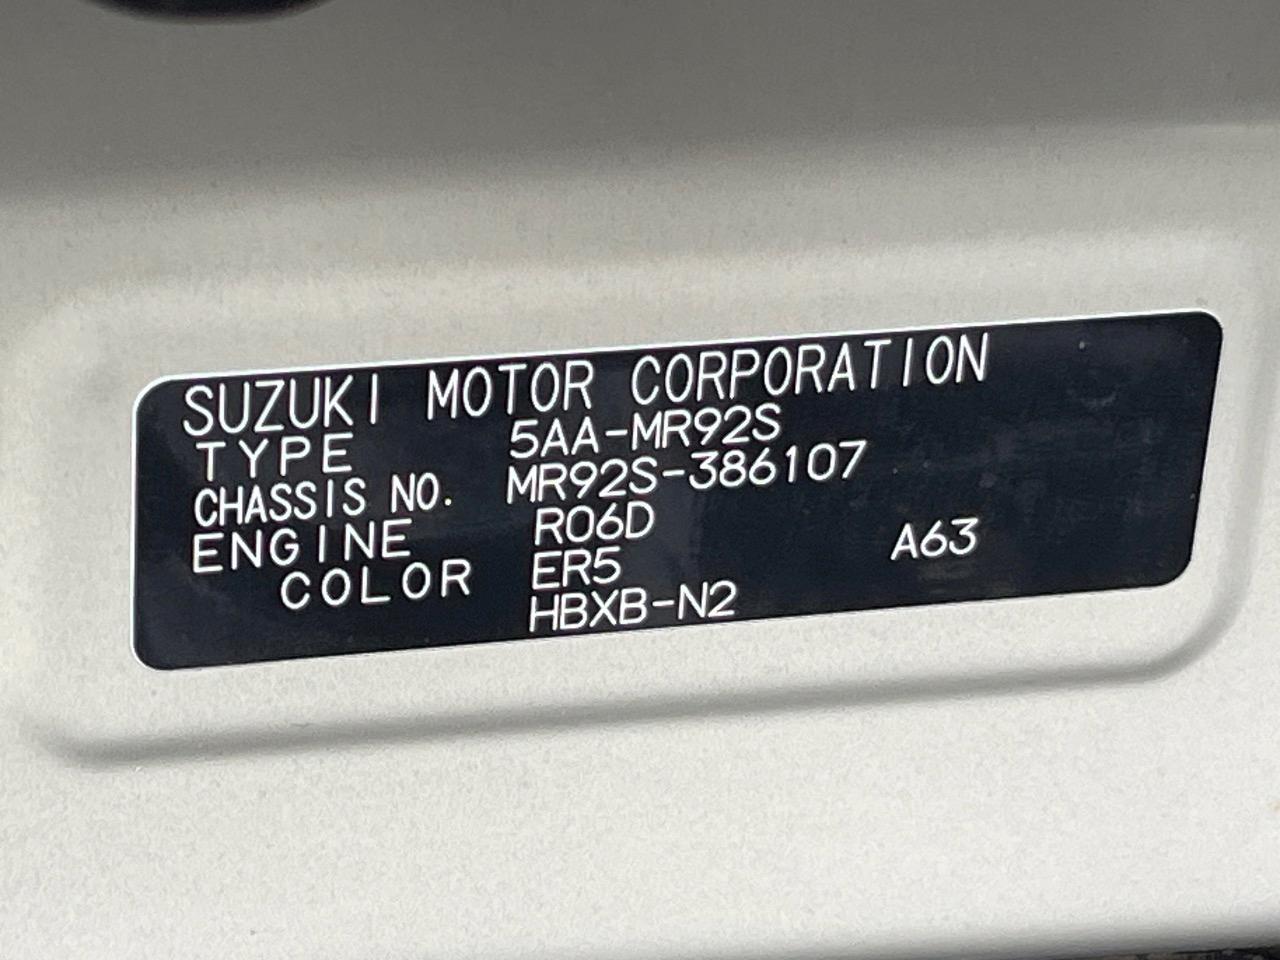 SUZUKI MOTOR CORPORATION
TYPE 5AA-MR92S
CHASSIS NO. MR92S-386107
ENGINE R06D
COLOR ER5 A63
HBXB-N2